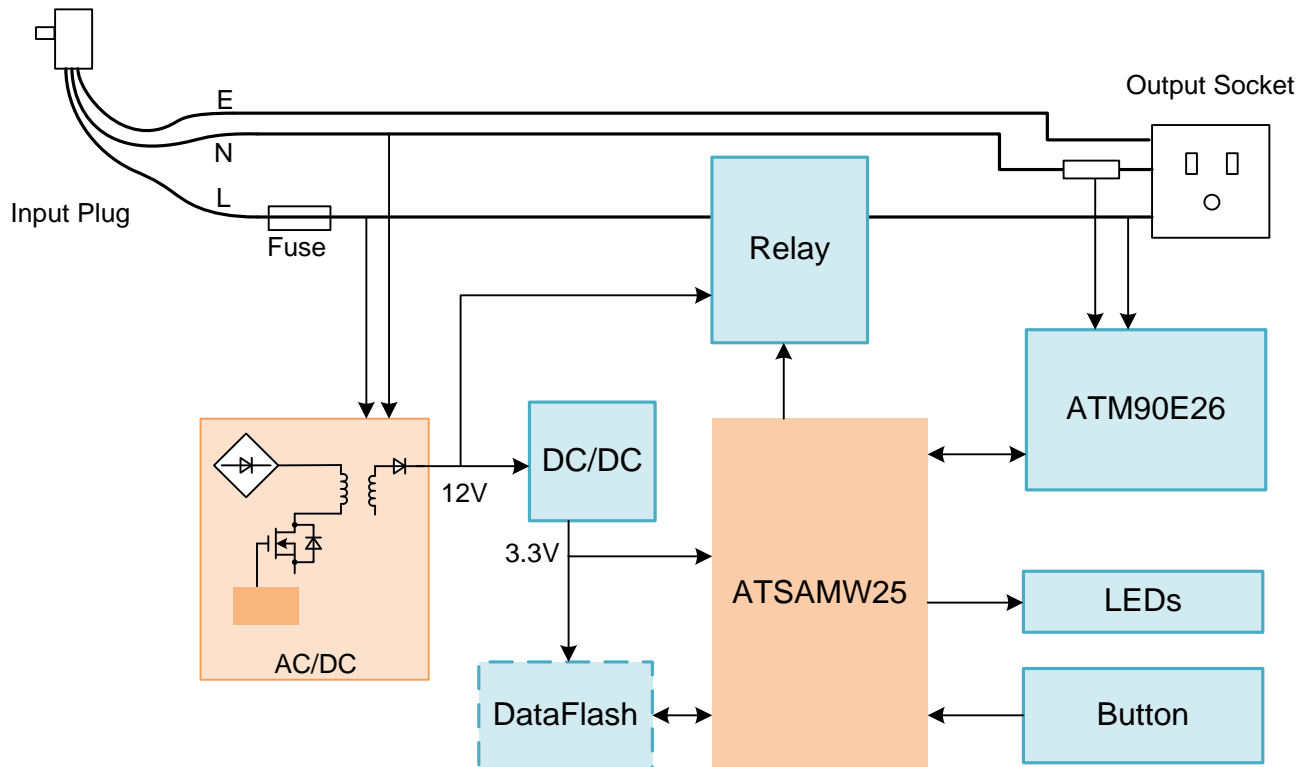 Output Socket
E
N
L
Input Plug
Fuse
Relay
ATM90E26
DC/DC
12V
3.3V
ATSAMW25
LEDs
AC/DC
DataFlash
Button